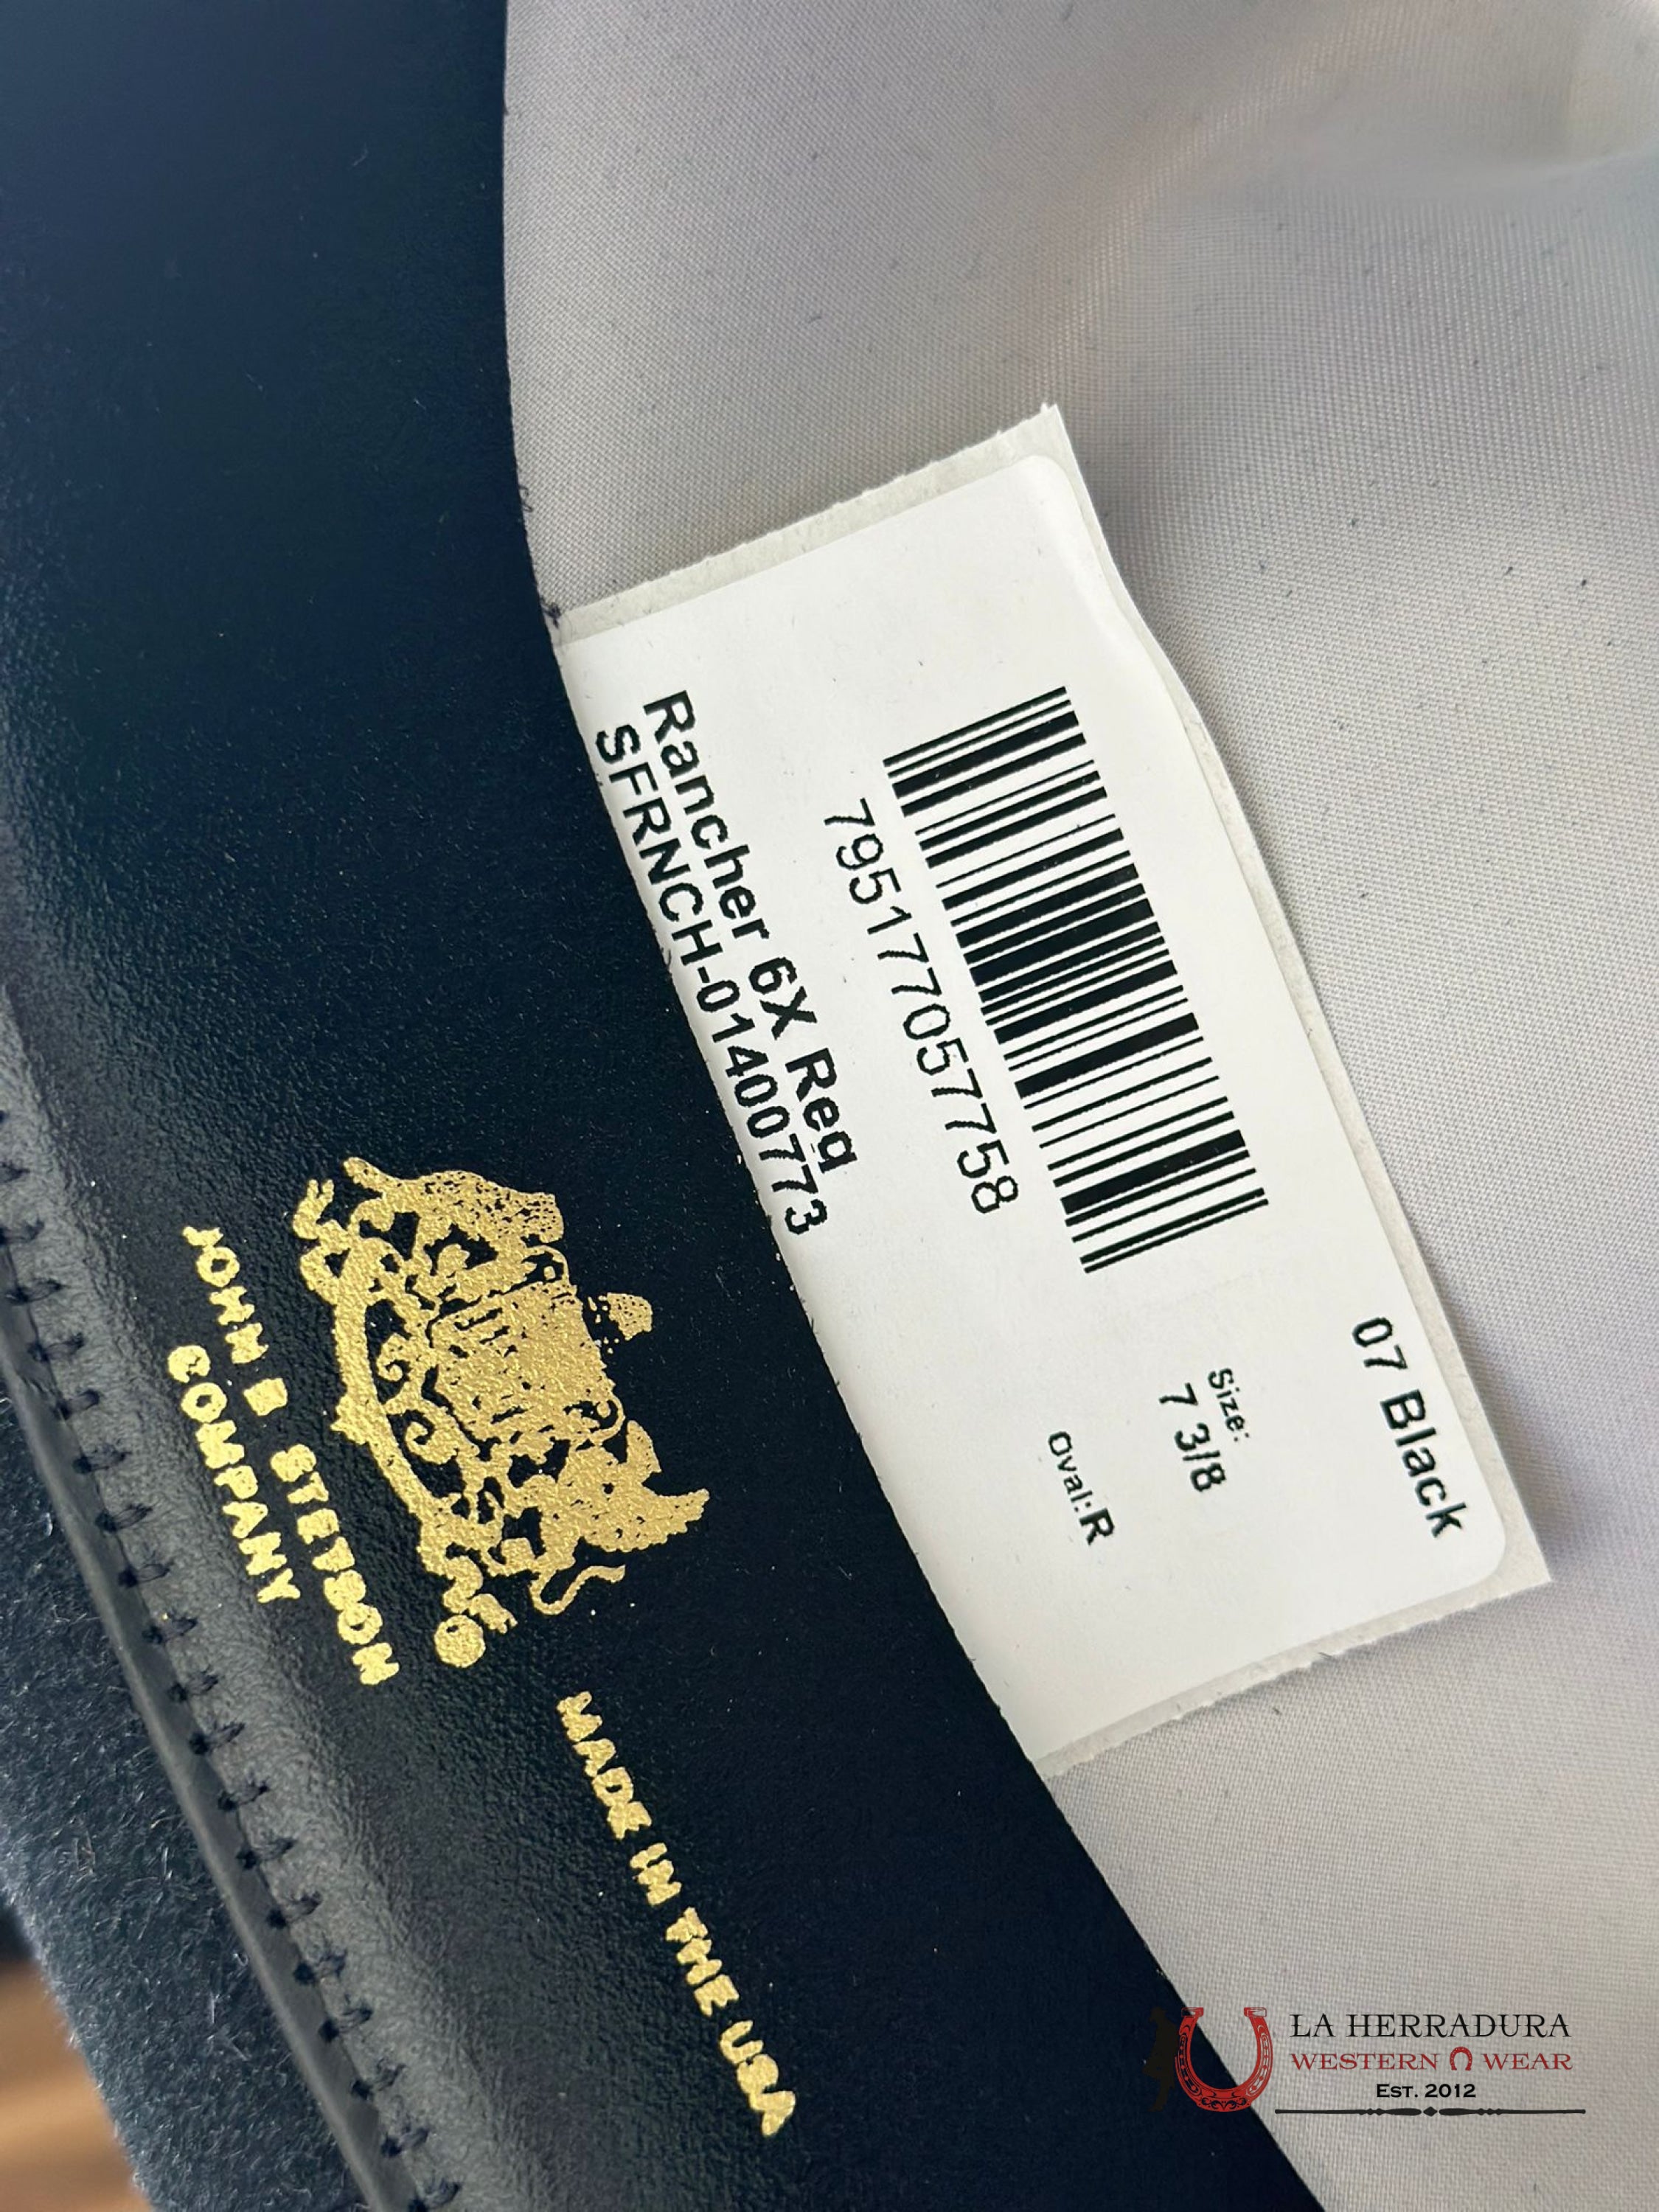 07 Black
Size:
7 3/8
Oval:R
795177057758
Rancher 6X Reg
SFRNCH-01400773
JOHN B STETSON
COMPANY
MADE IN THE USA
LA HERRADURA
WESTERN WEAR
EST. 2012